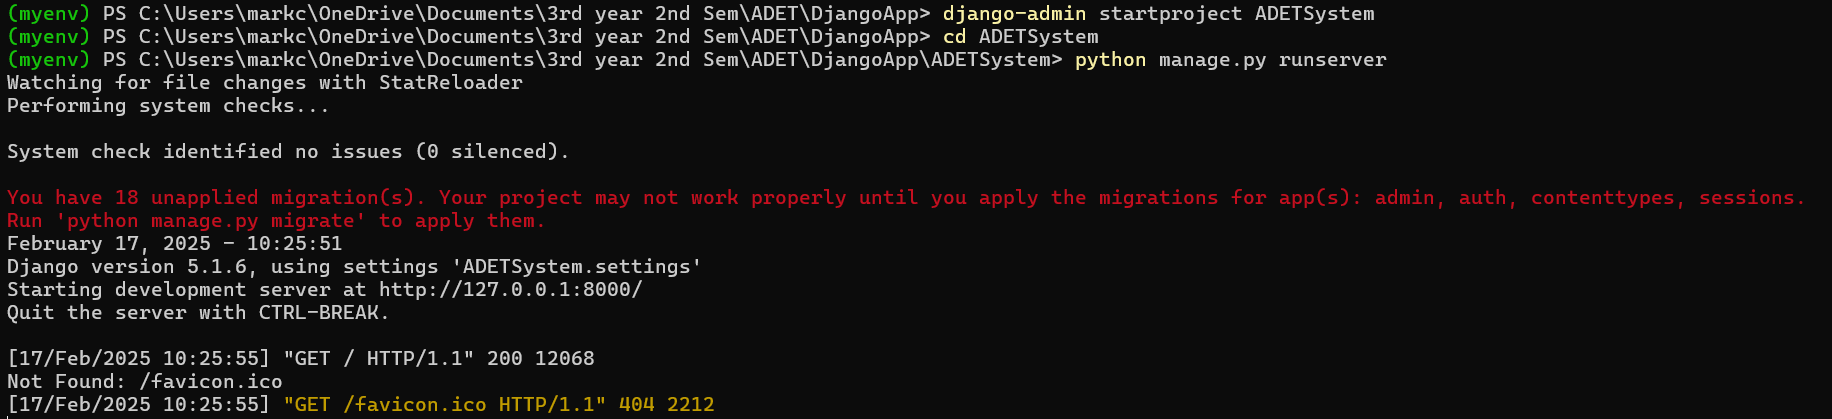 (myenv) PS C:\Users\markc\OneDrive\Documents\3rd year 2nd Sem\ADET\DjangoApp> django-admin startproject ADETSystem
(myenv) PS C:\Users\markc\OneDrive\Documents\3rd year 2nd Sem\ADET\DjangoApp> cd ADETSystem
(myenv) PS C:\Users\markc\OneDrive\Documents\3rd year 2nd Sem\ADET\DjangoApp\ADETSystem> python manage.py runserver
Watching for file changes with StatReloader
Performing system checks...
System check identified no issues (0 silenced).
You have 18 unapplied migration(s). Your project may not work properly until you apply the migrations for app(s): admin, auth, contenttypes, sessions.
Run 'python manage.py migrate' to apply them.
February 17, 2025 - 10:25:51
Django version 5.1.6, using settings 'ADETSystem.settings'
Starting development server at http://127.0.0.1:8000/
Quit the server with CTRL-BREAK.
[17/Feb/2025 10:25:55] "GET / HTTP/1.1" 200 12068
Not Found: /favicon.ico
[17/Feb/2025 10:25:55] "GET /favicon.ico HTTP/1.1" 404 2212